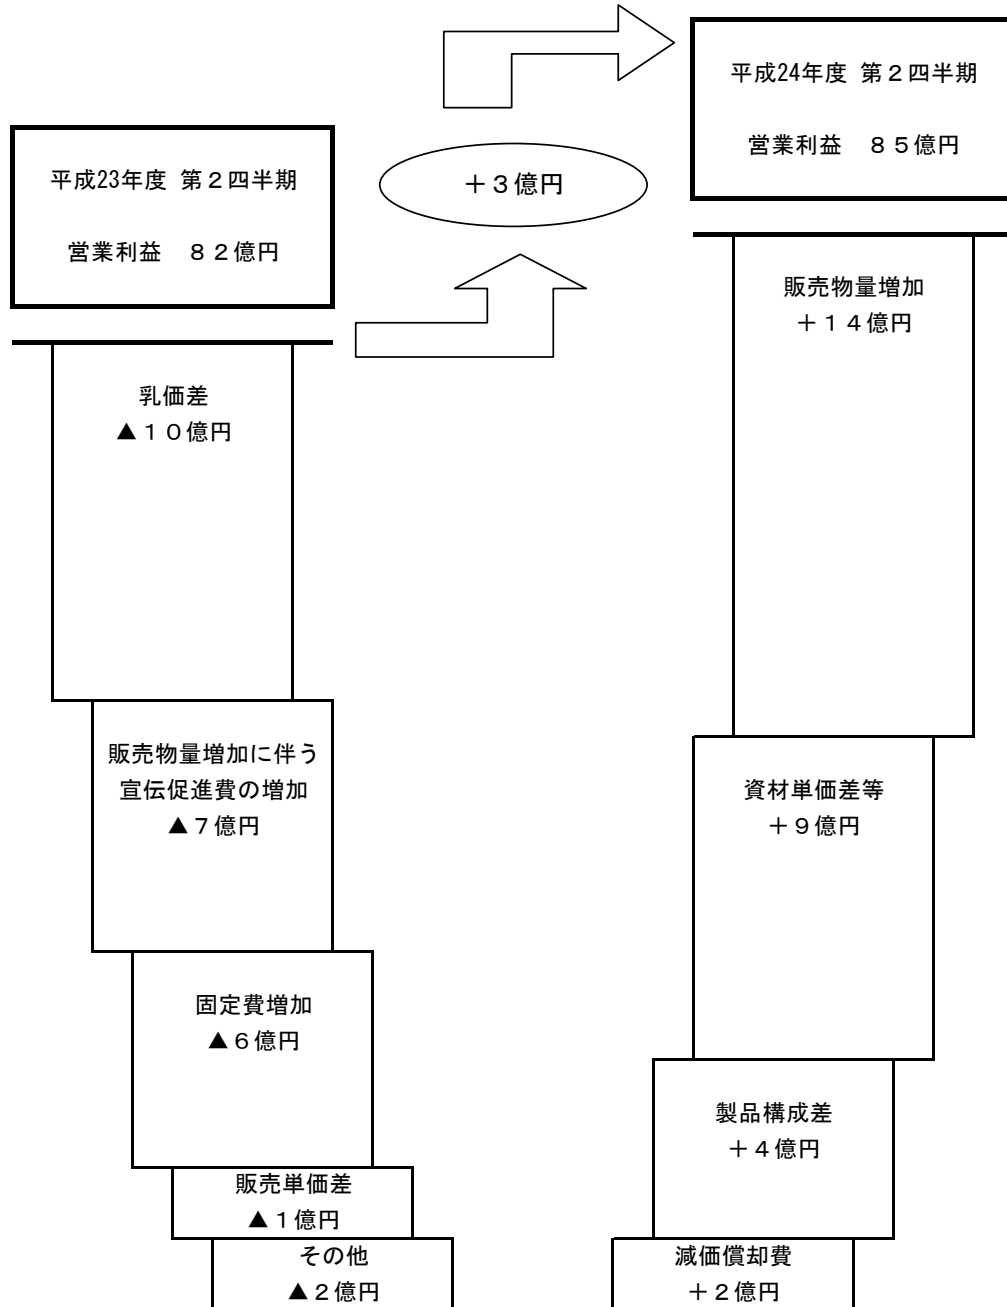 平成24年度 第２四半期
営業利益　８５億円
平成23年度 第２四半期
営業利益　８２億円
＋３億円
乳価差
▲１０億円
販売物量増加に伴う
宣伝促進費の増加
▲７億円
固定費増加
▲６億円
販売単価差
▲１億円
その他
▲２億円
販売物量増加
＋１４億円
資材単価差等
＋９億円
製品構成差
＋４億円
減価償却費
＋２億円